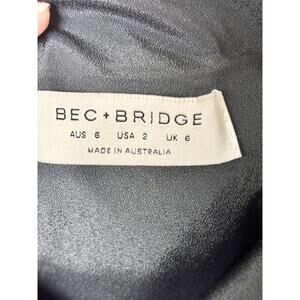 BEC + BRIDGE
AUS 6 USA 2 UK 6
MADE IN AUSTRALIA